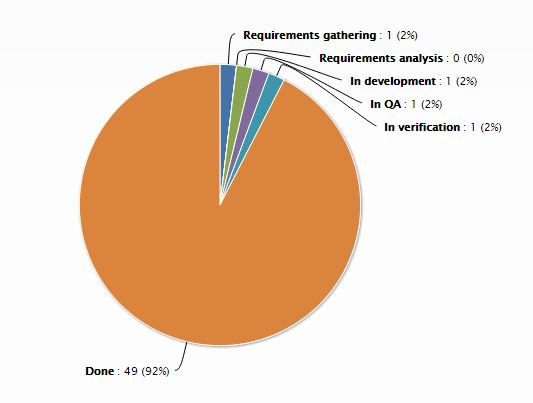 Requirements gathering : 1 (2%)
Requirements analysis : 0 (0%)
In development : 1 (2%)
In QA : 1 (2%)
In verification : 1 (2%)
Done : 49 (92%)